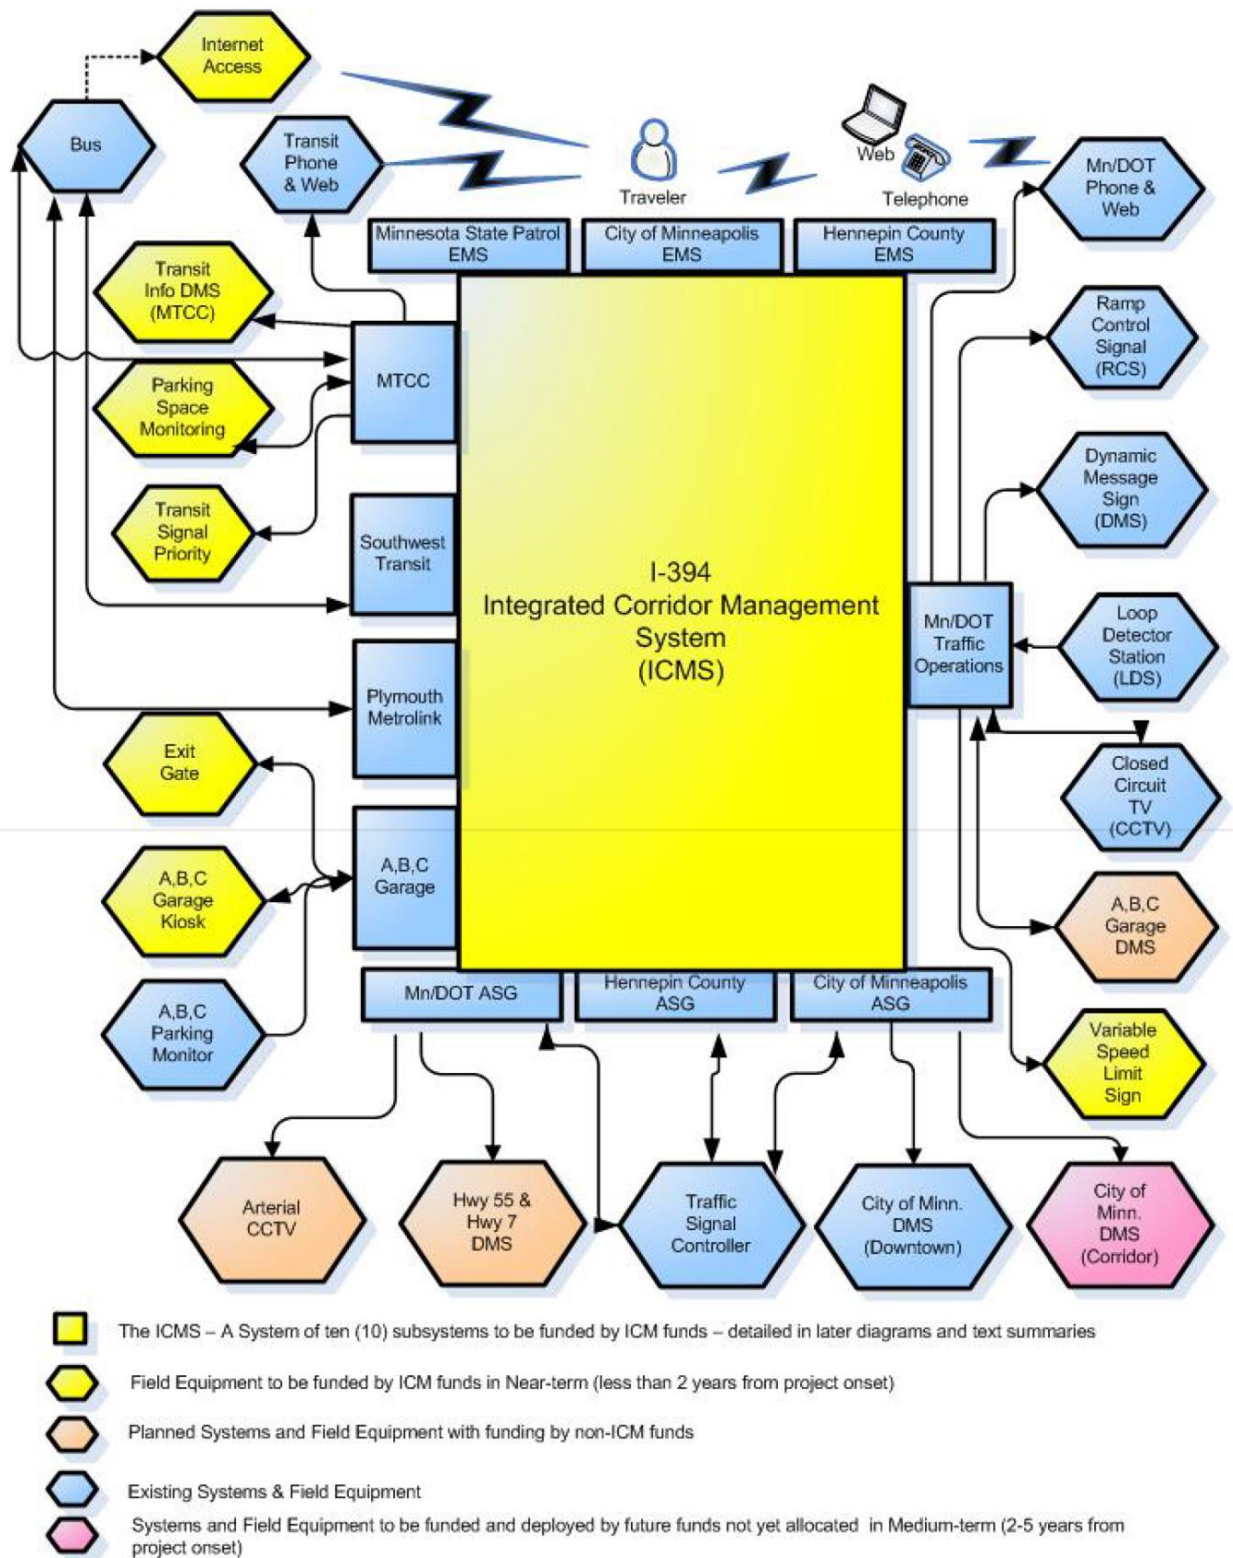 Internet
Access
Bus
Transit
Phone
& Web
Traveler
Web
Telephone
Mn/DOT
Phone &
Web
Minnesota State Patrol
EMS
City of Minneapolis
EMS
Hennepin County
EMS
Transit
Info DMS
(MTCC)
MTCC
Parking
Space
Monitoring
Transit
Signal
Priority
Southwest
Transit
Plymouth
Metrolink
Exit
Gate
A,B,C
Garage
A,B,C
Garage
Kiosk
A,B,C
Parking
Monitor
I-394
Integrated Corridor Management
System
(ICMS)
Ramp
Control
Signal
(RCS)
Dynamic
Message
Sign
(DMS)
Mn/DOT
Traffic
Operations
Loop
Detector
Station
(LDS)
Closed
Circuit
TV
(CCTV)
A,B,C
Garage
DMS
Variable
Speed
Limit
Sign
Mn/DOT ASG
Hennepin County
ASG
City of Minneapolis
ASG
Arterial
CCTV
Hwy 55 &
Hwy 7
DMS
Traffic
Signal
Controller
City of Minn.
DMS
(Downtown)
City of
Minn.
DMS
(Corridor)
The ICMS – A System of ten (10) subsystems to be funded by ICM funds – detailed in later diagrams and text summaries
Field Equipment to be funded by ICM funds in Near-term (less than 2 years from project onset)
Planned Systems and Field Equipment with funding by non-ICM funds
Existing Systems & Field Equipment
Systems and Field Equipment to be funded and deployed by future funds not yet allocated  in Medium-term (2-5 years from
project onset)